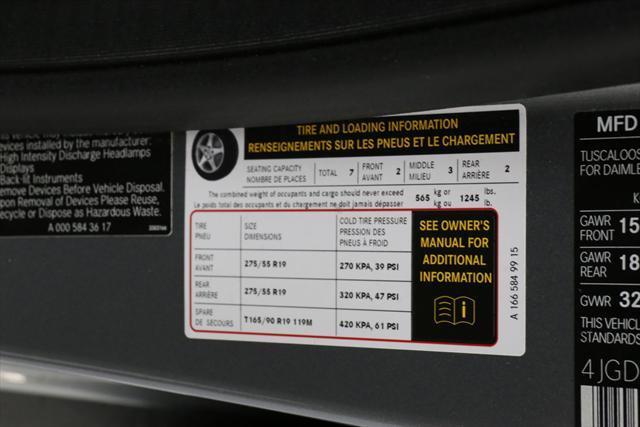 devices installed by the manufacturer:
High Intensity Discharge Headlamps
Displays
Back-lit Instruments
Remove Devices Before Vehicle Disposal.
Upon Removal of Devices Please Reuse,
Recycle or Dispose as Hazardous Waste.
A 000 584 36 17
TIRE AND LOADING INFORMATION
RENSEIGNEMENTS SUR LES PNEUS ET LE CHARGEMENT
SEATING CAPACITY
NOMBRE DE PLACES
TOTAL 7
FRONT
AVANT 2
MIDDLE
MILIEU 3
REAR
ARRIÈRE 2
The combined weight of occupants and cargo should never exceed
Le poids total des occupants et du chargement ne doit jamais dépasser
565 kg or
kg ou
1245 lbs.
lb.
TIRE
PNEU
SIZE
DIMENSIONS
COLD TIRE PRESSURE
PRESSION DES
PNEUS À FROID
FRONT
AVANT
275/55 R19
270 KPA, 39 PSI
REAR
ARRIÈRE
275/55 R19
320 KPA, 47 PSI
SPARE
DE SECOURS
T165/90 R19 119M
420 KPA, 61 PSI
SEE OWNER'S
MANUAL FOR
ADDITIONAL
INFORMATION
A 166 584 99 15
MFD
TUSCALOOS
FOR DAIML
GAWR
FRONT 15
GAWR
REAR 18
GVWR 32
THIS VEHICL
STANDARDS
4JGD